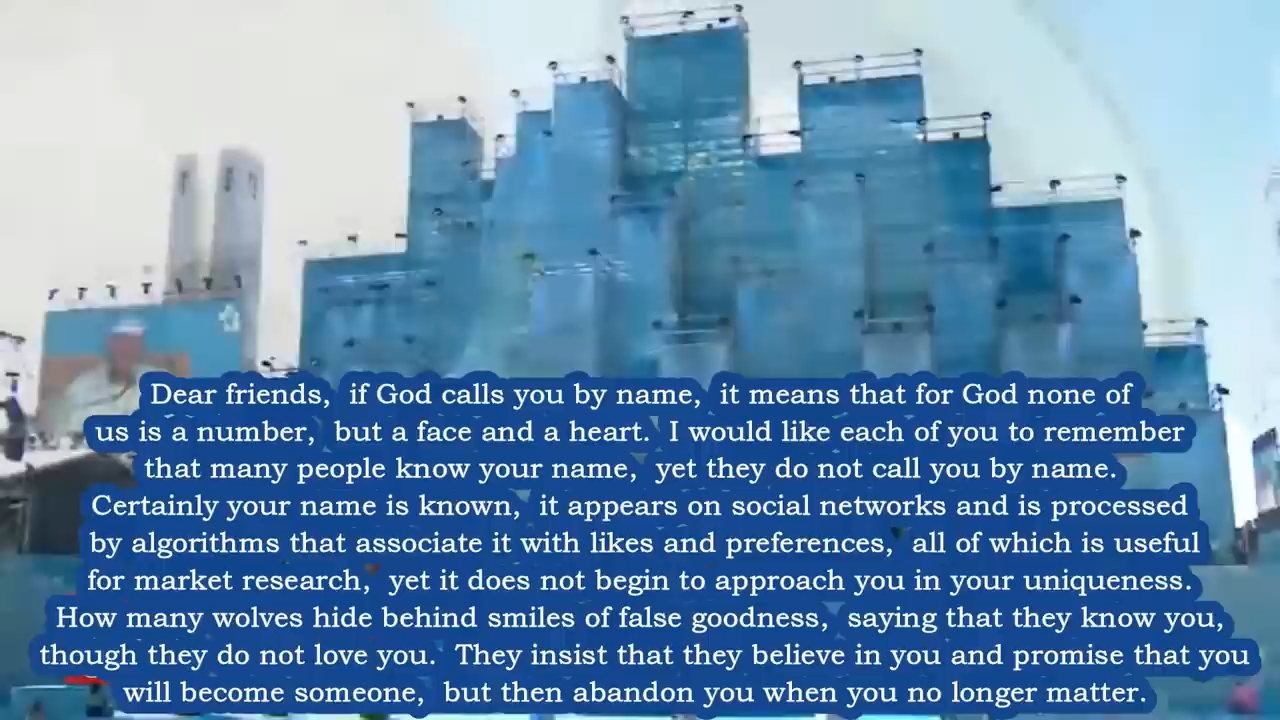 Dear friends, if God calls you by name, it means that for God none of
us is a number, but a face and a heart. I would like each of you to remember
that many people know your name, yet they do not call you by name.
Certainly your name is known, it appears on social networks and is processed
by algorithms that associate it with likes and preferences, all of which is useful
for market research, yet it does not begin to approach you in your uniqueness.
How many wolves hide behind smiles of false goodness, saying that they know you,
though they do not love you. They insist that they believe in you and promise that you
will become someone, but then abandon you when you no longer matter.